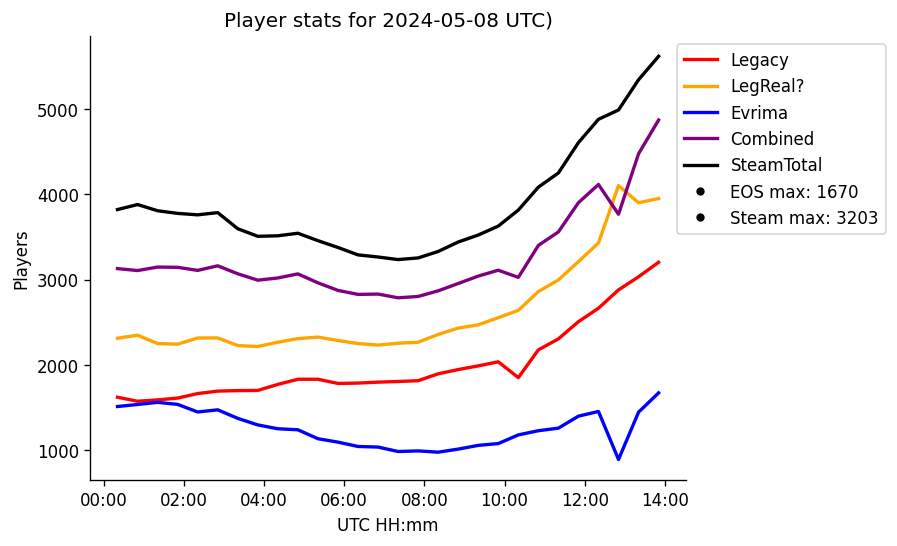 Player stats for 2024-05-08 UTC)
Legacy
LegReal?
Evrima
Combined
SteamTotal
EOS max: 1670
Steam max: 3203
Players
5000
4000
3000
2000
1000
00:00 02:00 04:00 06:00 08:00 10:00 12:00 14:00
UTC HH:mm